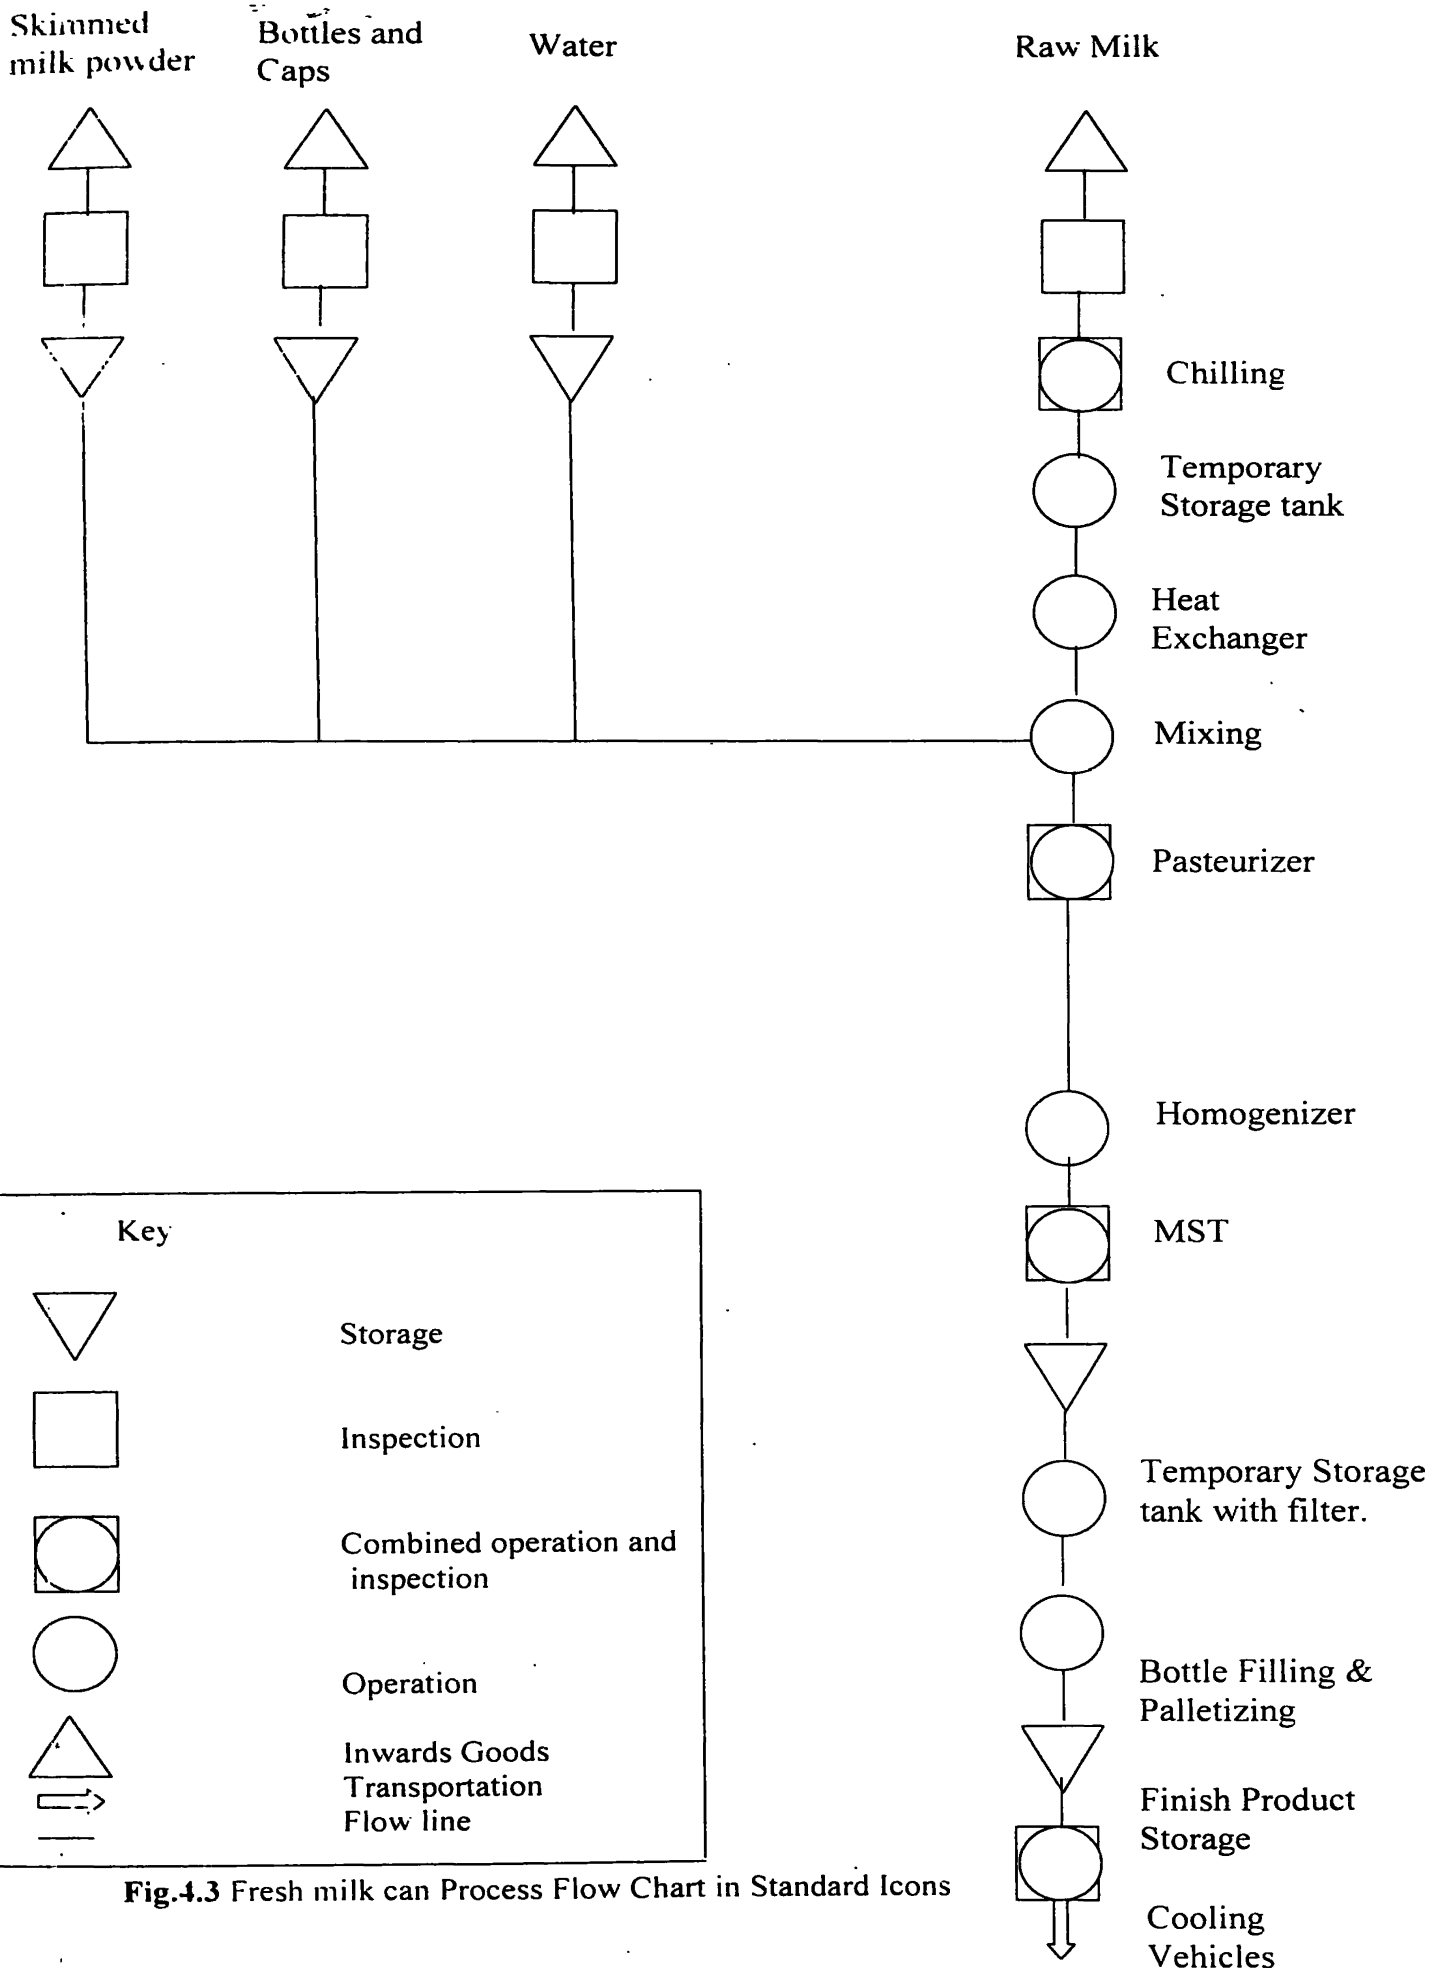 Skimmed
milk powder
Bottles and
Caps
Water
Raw Milk
Chilling
Temporary
Storage tank
Heat
Exchanger
Mixing
Pasteurizer
Homogenizer
MST
Temporary Storage
tank with filter.
Bottle Filling &
Palletizing
Finish Product
Storage
Cooling
Vehicles
Key
Storage
Inspection
Combined operation and
inspection
Operation
Inwards Goods
Transportation
Flow line
Fig.4.3 Fresh milk can Process Flow Chart in Standard Icons